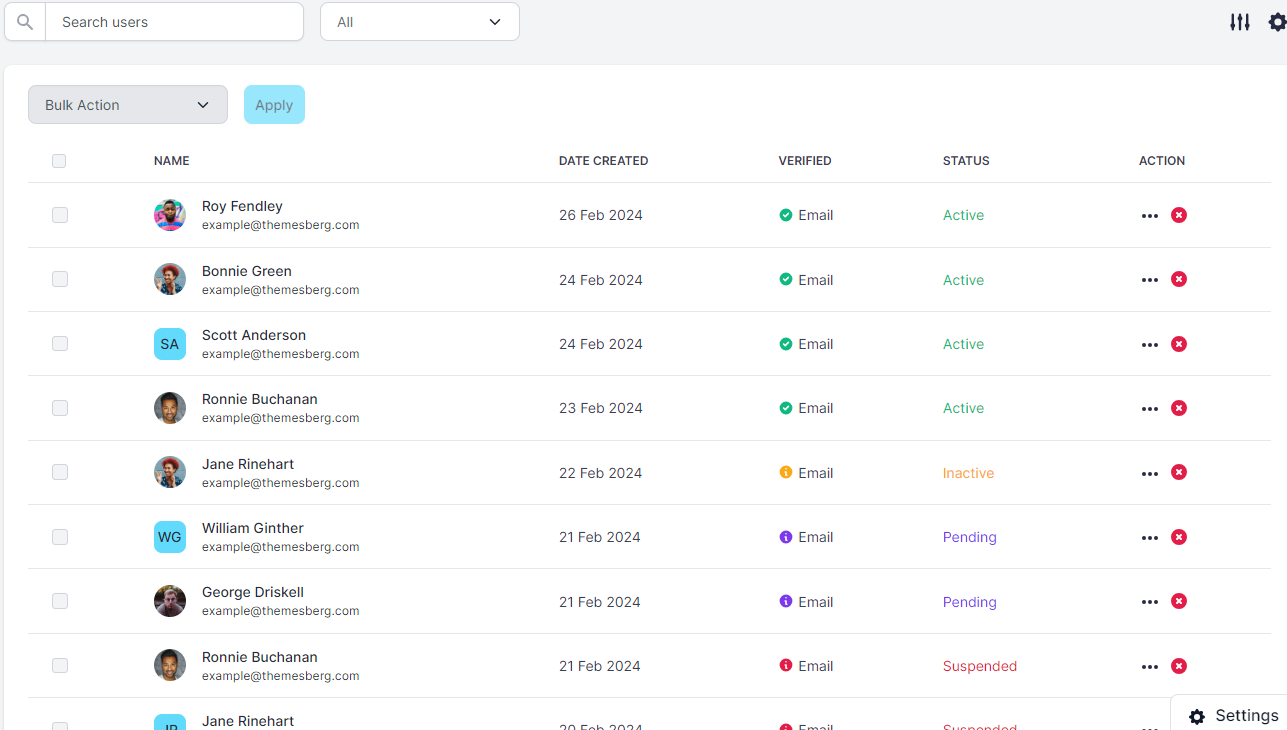 Search users
All
Bulk Action
Apply
NAME DATE CREATED VERIFIED STATUS ACTION
Roy Fendley
example@themesberg.com
26 Feb 2024 Email Active
Bonnie Green
example@themesberg.com
24 Feb 2024 Email Active
SA
Scott Anderson
example@themesberg.com
24 Feb 2024 Email Active
Ronnie Buchanan
example@themesberg.com
23 Feb 2024 Email Active
Jane Rinehart
example@themesberg.com
22 Feb 2024 Email Inactive
WG
William Ginther
example@themesberg.com
21 Feb 2024 Email Pending
George Driskell
example@themesberg.com
21 Feb 2024 Email Pending
Ronnie Buchanan
example@themesberg.com
21 Feb 2024 Email Suspended
JR
Jane Rinehart
20 Feb 2024 Email Suspended
Settings